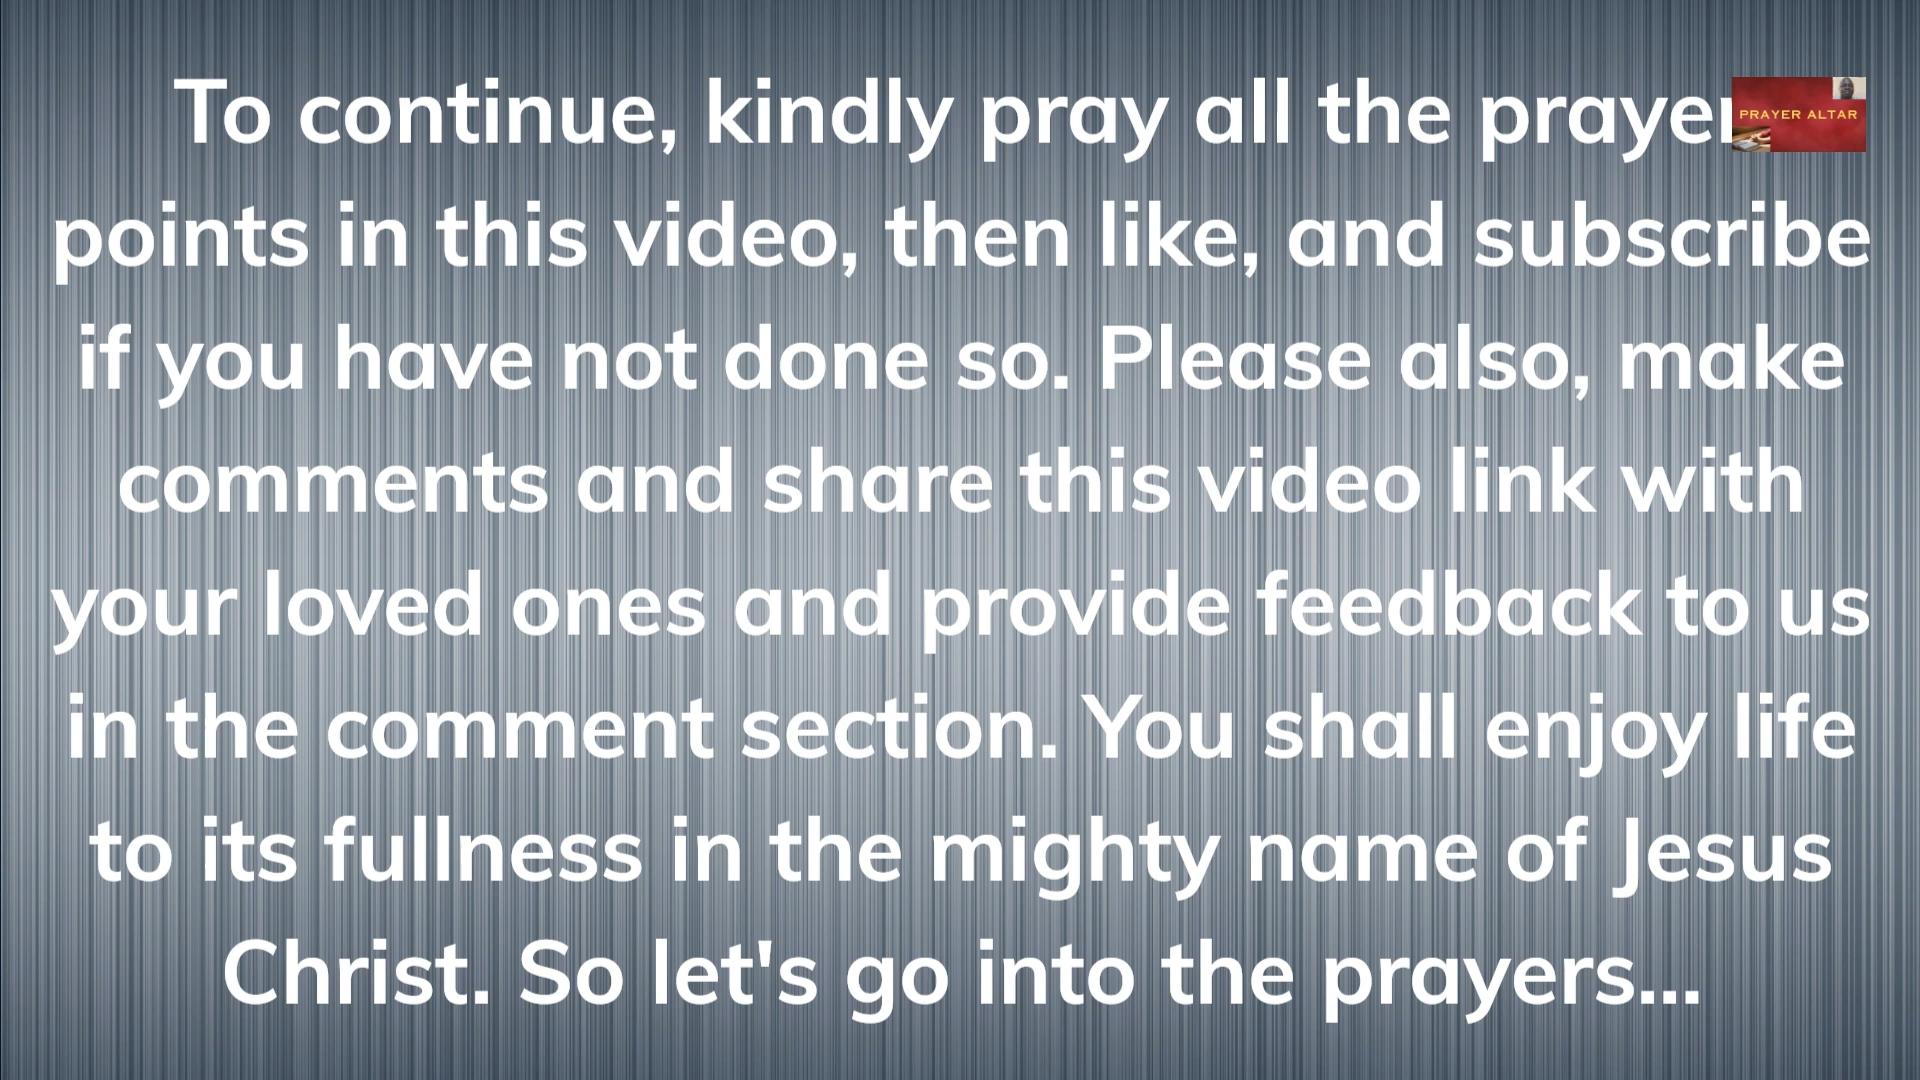 To continue, kindly pray all the prayer
PRAYER ALTAR
points in this video, then like, and subscribe
if you have not done so. Please also, make
comments and share this video link with
your loved ones and provide feedback to us
in the comment section. You shall enjoy life
to its fullness in the mighty name of Jesus
Christ. So let's go into the prayers...